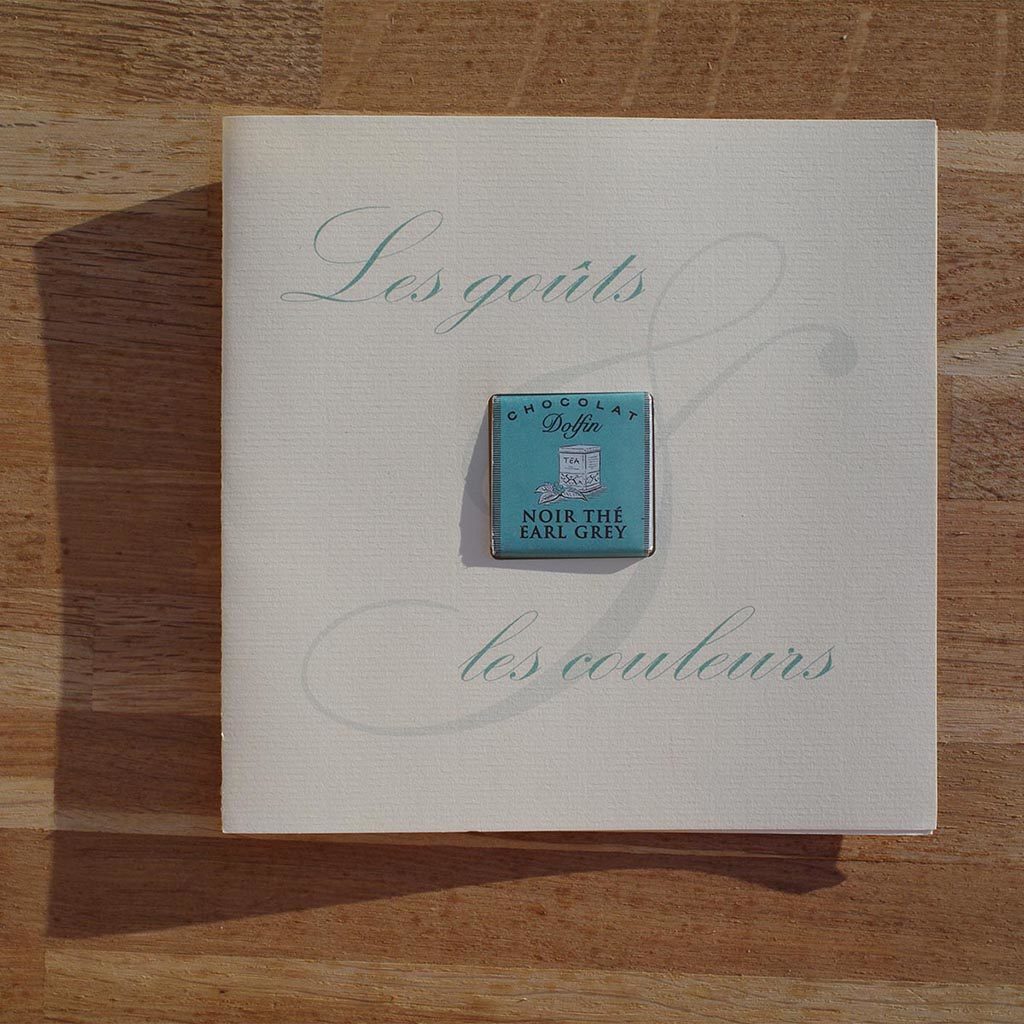 Les goûts
&
CHOCOLAT
Dolfin
TEA
NOIR THÉ
EARL GREY
les couleurs